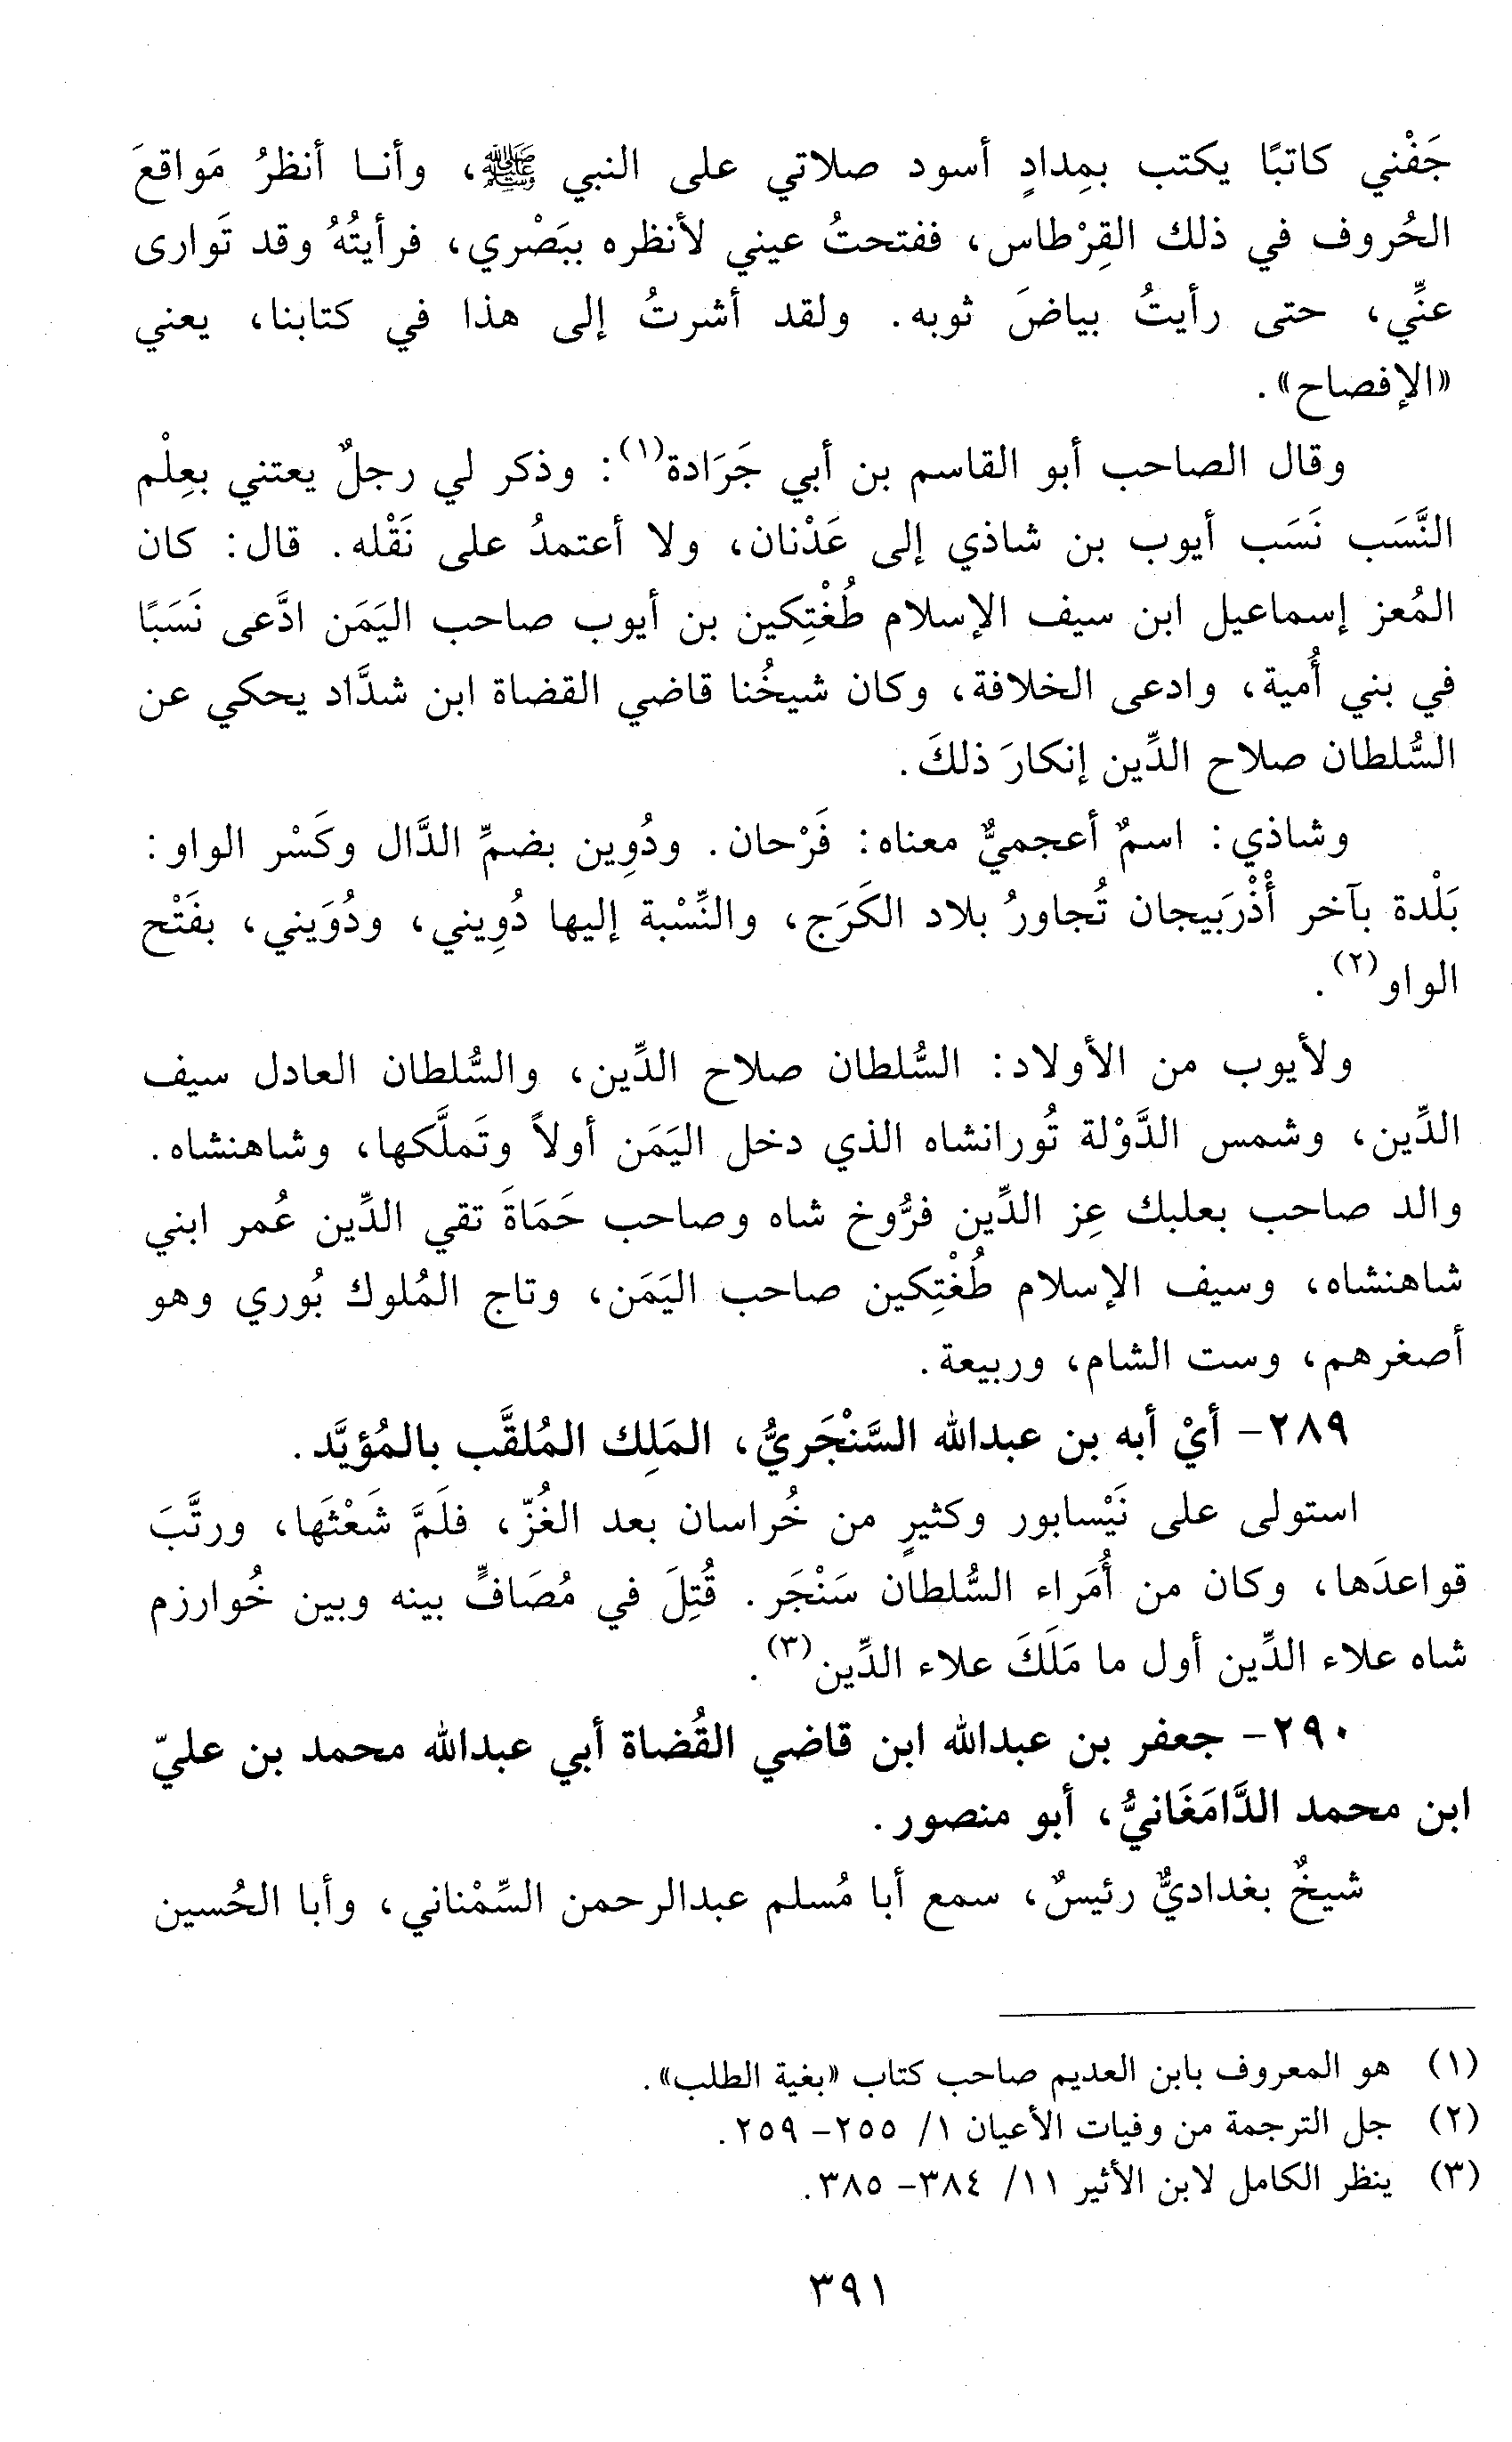 جَفْني كاتبًا يكتب بمِدادٍ أسود صلاتي على النبي ﷺ، وأنـا أنظرُ مَواقعَ
الحُروف في ذلك القِرْطاس، ففتحتُ عيني لأنظره ببَصْري، فرأيتُهُ وقد تَوارى
عنِّي، حتى رأيتُ بياضَ ثوبه. ولقد أشرتُ إلى هذا في كتابنا، يعني
«الإفصاح».
وقال الصاحب أبو القاسم بن أبي جَرَادة(١): وذكر لي رجلٌ يعتني بعِلْم
النَّسَب نَسَب أيوب بن شاذي إلى عَدْنان، ولا أعتمدُ على نَقْله. قال: كان
المُعز إسماعيل ابن سيف الإسلام طُغْتِكين بن أيوب صاحب اليَمَن ادَّعى نَسَبًا
في بني أُمية، وادعى الخلافة، وكان شيخُنا قاضي القضاة ابن شدَّاد يحكي عن
السُّلطان صلاح الدِّين إنكارَ ذلكَ.
وشاذي: اسمٌ أعجميٌّ معناه: فَرْحان. ودُوِين بضمِّ الدَّال وكَسْر الواو:
بَلْدة بآخر أْذْرَبيجان تُجاورُ بلاد الكَرَج، والنِّسْبة إليها دُوِيني، ودُوَيني، بفَتْح
الواو(٢).
ولأيوب من الأولاد: السُّلطان صلاح الدِّين، والسُّلطان العادل سيف
الدِّين، وشمس الدَّوْلة تُورانشاه الذي دخل اليَمَن أولاً وتَملَّكها، وشاهنشاه.
والد صاحب بعلبك عِز الدِّين فرُّوخ شاه وصاحب حَمَاةَ تقي الدِّين عُمر ابني
شاهنشاه، وسيف الإسلام طُغْتِكين صاحب اليَمَن، وتاج المُلوك بُوري وهو
أصغرهم، وست الشام، وربيعة.
٢٨٩- أيْ أبه بن عبدالله السَّنْجَريُّ، المَلِك المُلقَّب بالمُؤيَّد.
استولى على نَيْسابور وكثيرٍ من خُراسان بعد الغُزّ، فلَمَّ شَعْثَها، ورتَّبَ
قواعدَها، وكان من أُمَراء السُّلطان سَنْجَر. قُتِلَ في مُصَافٍّ بينه وبين خُوارزم
شاه علاء الدِّين أول ما مَلَكَ علاء الدِّين(٣).
٢٩٠- جعفر بن عبدالله ابن قاضي القُضاة أبي عبدالله محمد بن عليّ
ابن محمد الدَّامَغَانيُّ، أبو منصور.
شيخٌ بغداديٌّ رئيسٌ، سمع أبا مُسلم عبدالرحمن السِّمْناني، وأبا الحُسين
(١) هو المعروف بابن العديم صاحب كتاب «بغية الطلب».
(٢) جل الترجمة من وفيات الأعيان ١/ ٢٥٥- ٢٥٩.
(٣) ينظر الكامل لابن الأثير ١١/ ٣٨٤- ٣٨٥.
٣٩١